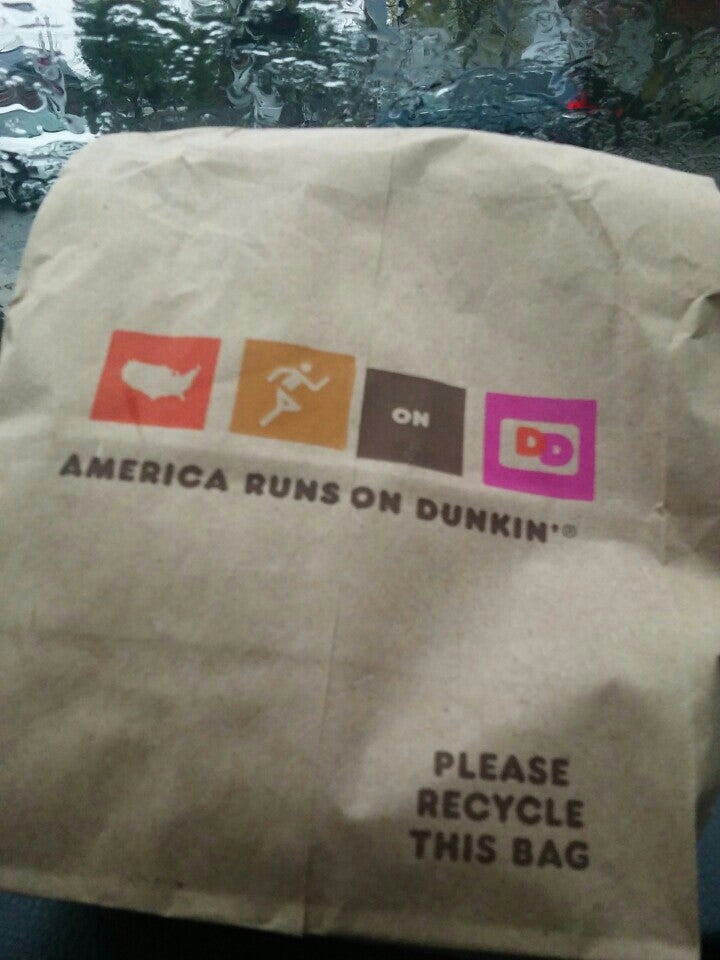 ON
DD
AMERICA RUNS ON DUNKIN'®
PLEASE
RECYCLE
THIS BAG